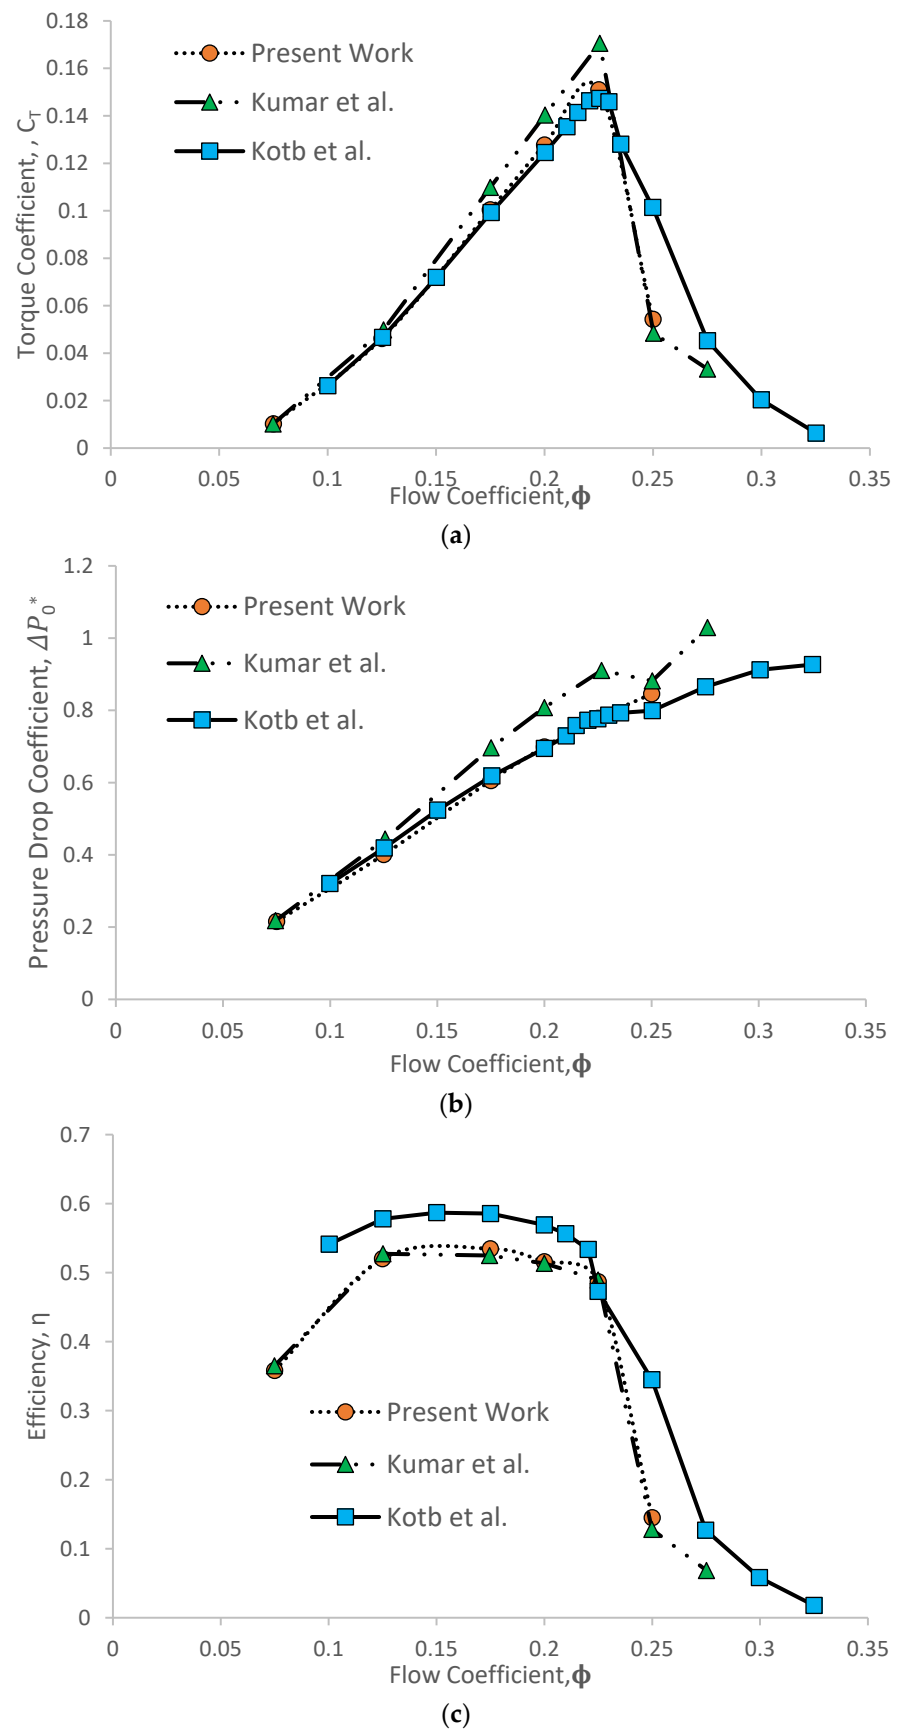 0.18
0.16
0.14
0.12
0.1
0.08
0.06
0.04
0.02
0
Torque Coefficient, , C_T
Present Work
Kumar et al.
Kotb et al.
0 0.05 0.1 0.15 0.2 0.25 0.3 0.35
Flow Coefficient,ϕ
(a)
1.2
1
0.8
0.6
0.4
0.2
0
Pressure Drop Coefficient, ΔP₀*
Present Work
Kumar et al.
Kotb et al.
0 0.05 0.1 0.15 0.2 0.25 0.3 0.35
Flow Coefficient,ϕ
(b)
0.7
0.6
0.5
0.4
0.3
0.2
0.1
0
Efficiency, η
Present Work
Kumar et al.
Kotb et al.
0 0.05 0.1 0.15 0.2 0.25 0.3 0.35
Flow Coefficient,ϕ
(c)